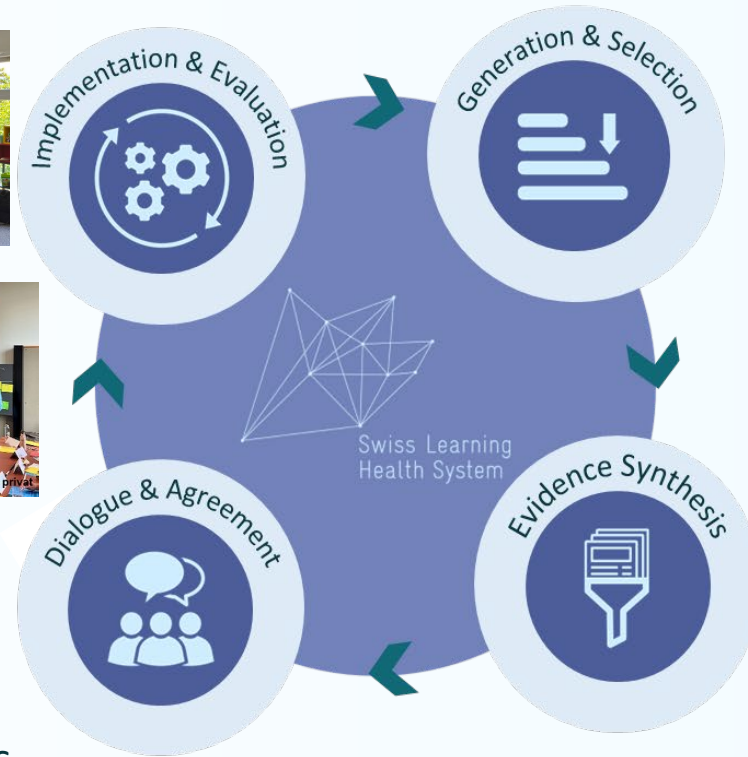 Implementation & Evaluation
Generation & Selection
Swiss Learning
Health System
privat
Dialogue & Agreement
Evidence Synthesis